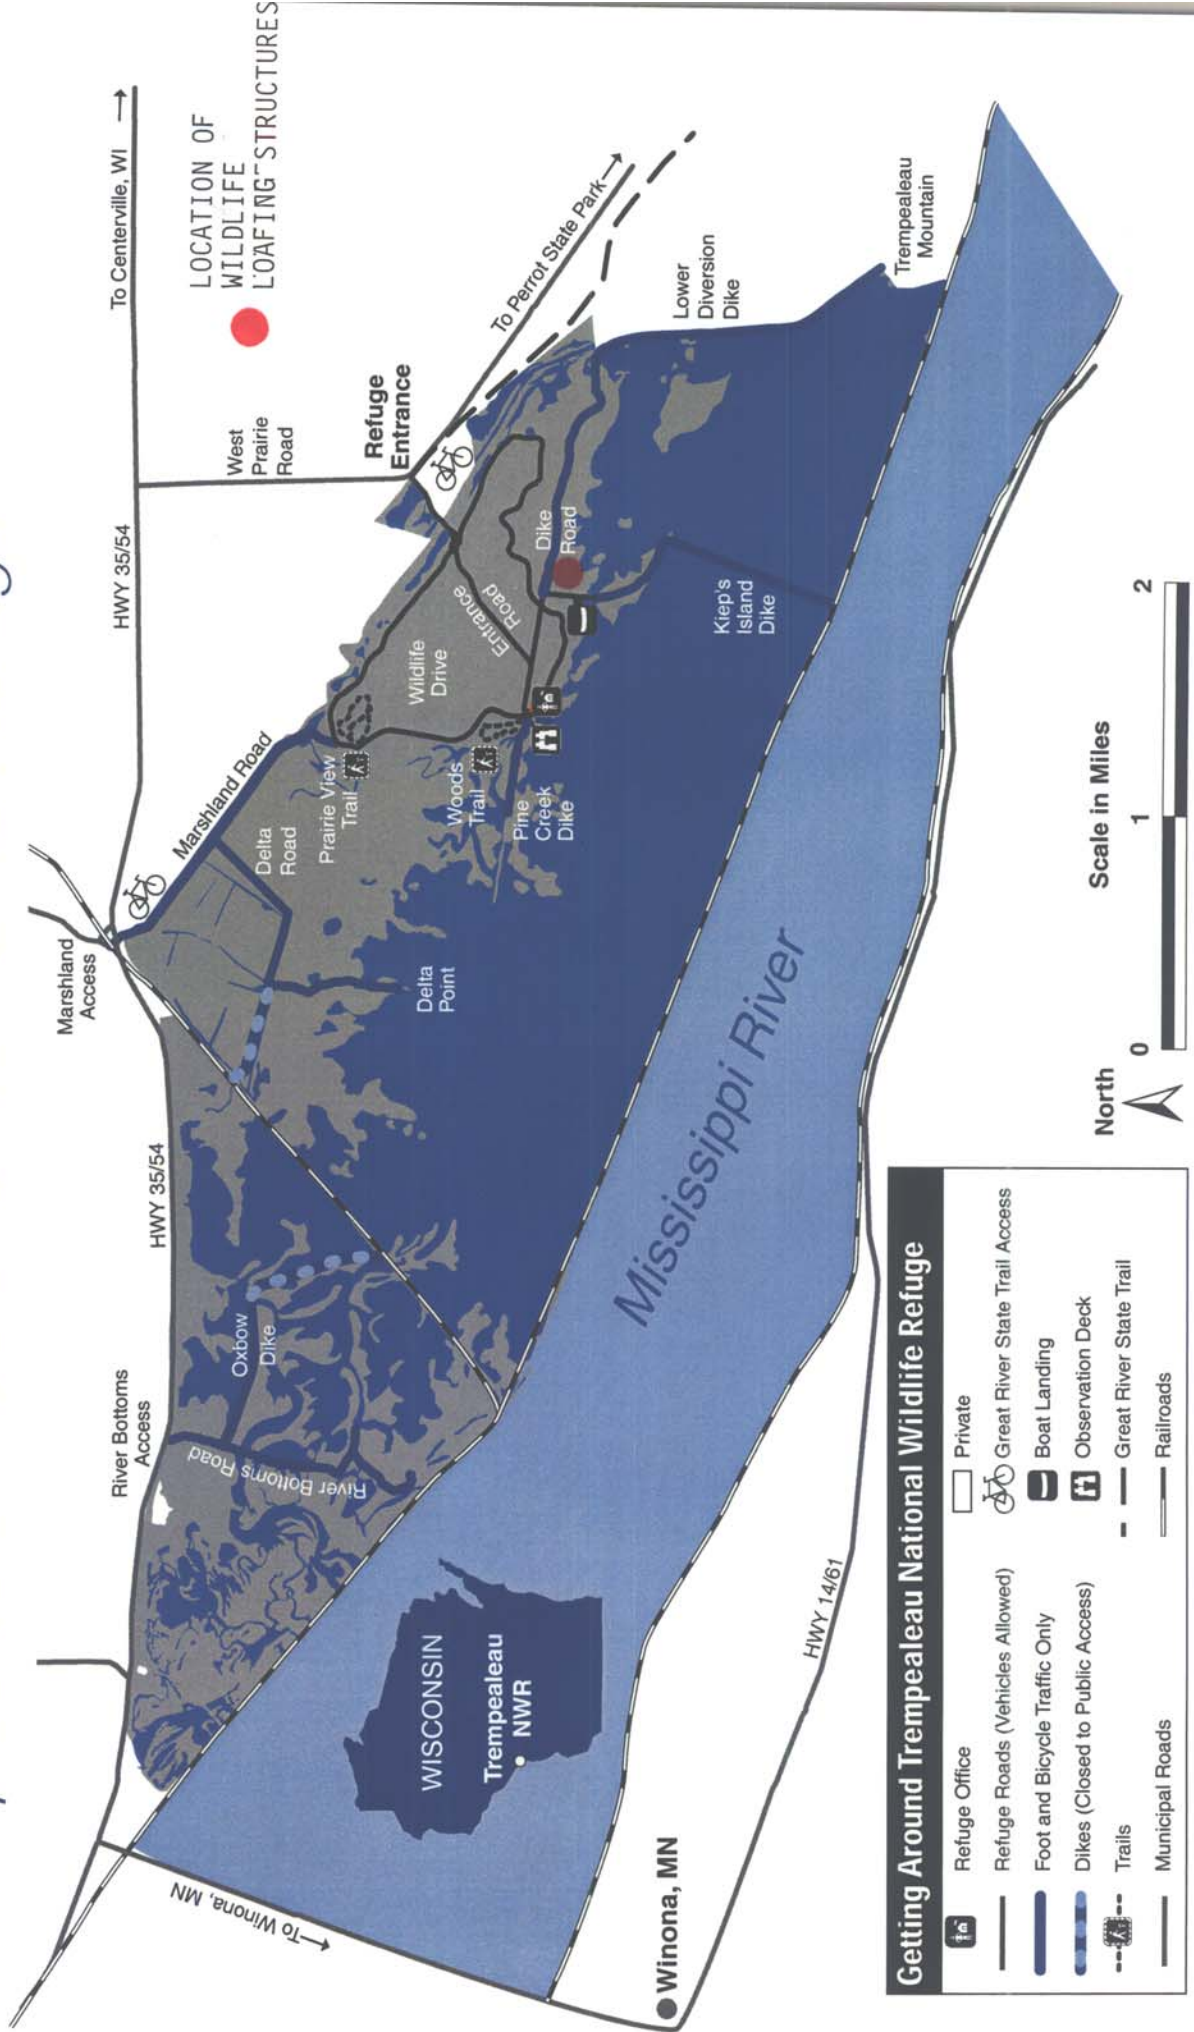 To Centerville, WI
LOCATION OF
WILDLIFE
LOAFING STRUCTURES
HWY 35/54
West
Prairie
Road
Refuge
Entrance
To Perrot State Park
Lower
Diversion
Dike
Trempealeau
Mountain
Marshland
Access
Marshland Road
Delta
Road
Prairie View
Trail
Wildlife
Drive
Entrance
Road
Dike
Road
Woods
Trail
Pine
Creek
Dike
Kiep's
Island
Dike
Delta
Point
HWY 35/54
River Bottoms
Access
Oxbow
Dike
River Bottoms Road
Mississippi River
To Winona, MN
WISCONSIN
Trempealeau
NWR
Winona, MN
HWY 14/61
North
Scale in Miles
0 1 2
Getting Around Trempealeau National Wildlife Refuge
Refuge Office
Refuge Roads (Vehicles Allowed)
Foot and Bicycle Traffic Only
Dikes (Closed to Public Access)
Trails
Municipal Roads
Private
Great River State Trail Access
Boat Landing
Observation Deck
Great River State Trail
Railroads